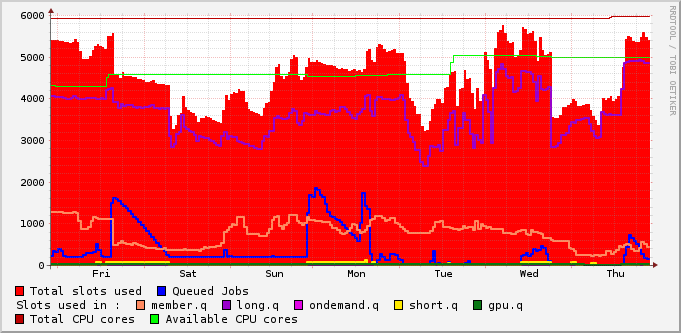 6000
5000
4000
3000
2000
1000
0
Fri Sat Sun Mon Tue Wed Thu
Total slots used Queued Jobs
Slots used in : member.q long.q ondemand.q short.q gpu.q
Total CPU cores Available CPU cores
RRDTOOL / TOBI OETIKER